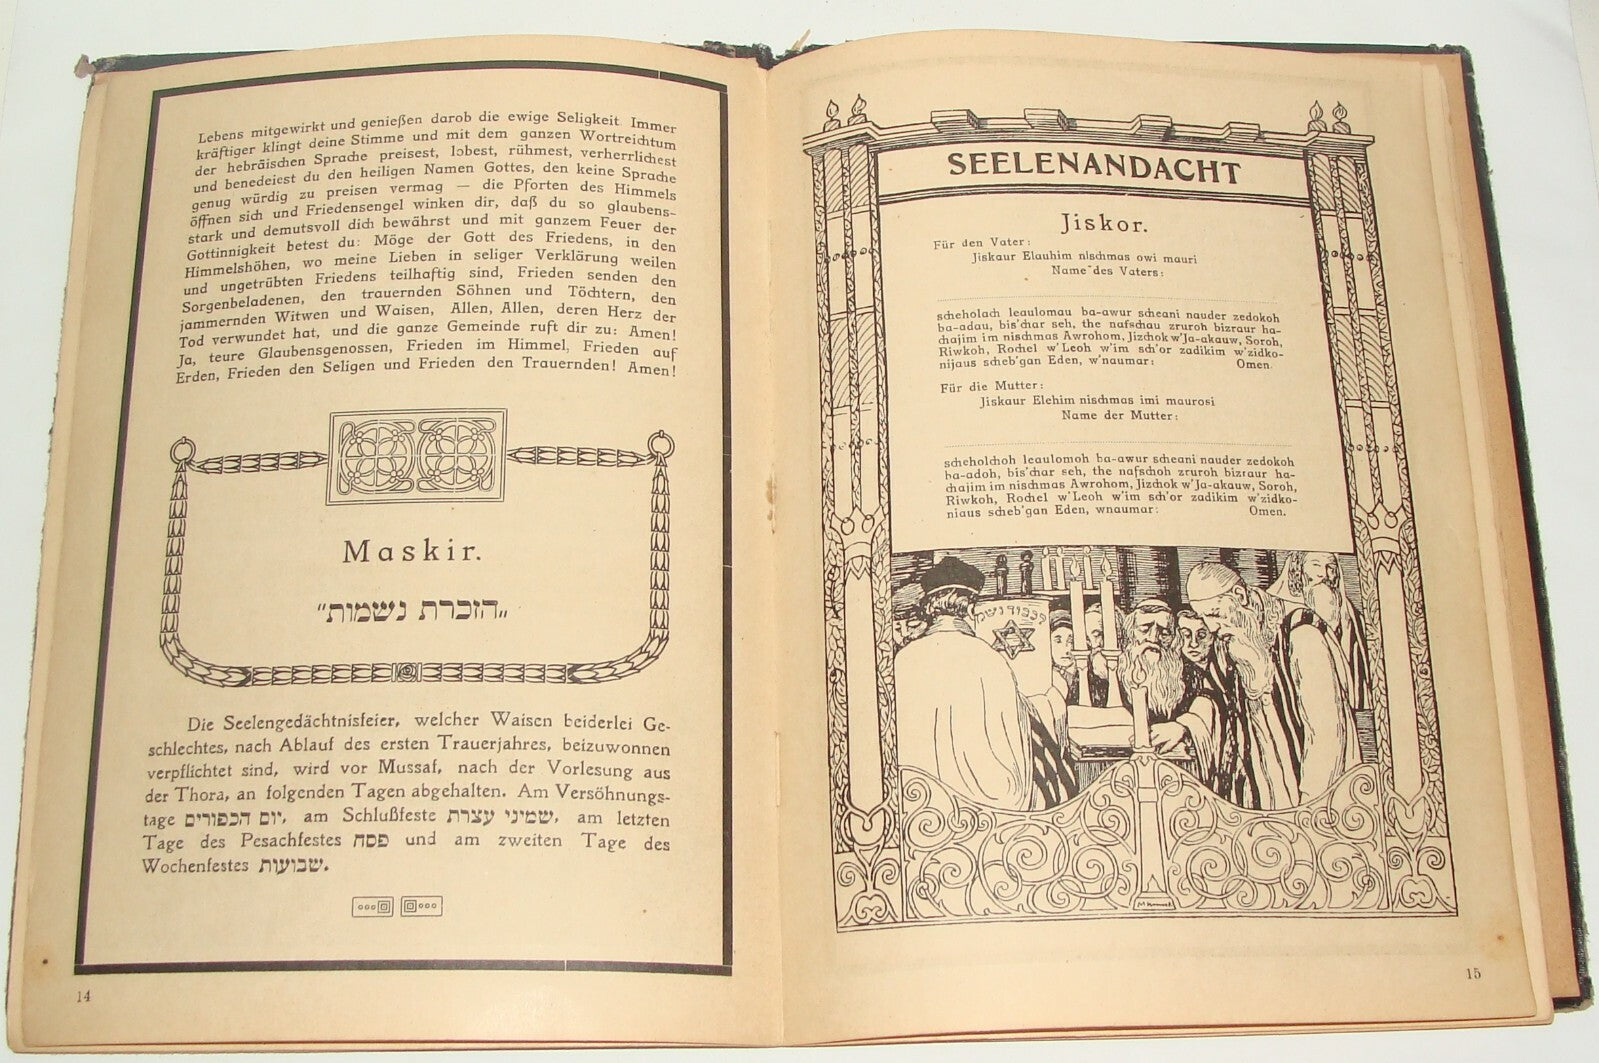 Lebens mitgewirkt und genießen darob die ewige Seligkeit Immer
kräftiger klingt deine Stimme und mit dem ganzen Wortreichtum
der hebräischen Sprache preisest, lobest, rühmest, verherrlichest
und benedeiest du den heiligen Namen Gottes, den keine Sprache
genug würdig zu preisen vermag — die Pforten des Himmels
öffnen sich und Friedensengel winken dir, daß du so glaubens-
stark und demutsvoll dich bewährst und mit ganzem Feuer der
Gottinnigkeit betest du: Möge der Gott des Friedens, in den
Himmelshöhen, wo meine Lieben in seliger Verklärung weilen
und ungetrübten Friedens teilhaftig sind, Frieden senden den
Sorgenbeladenen, den trauernden Söhnen und Töchtern, den
jammernden Witwen und Waisen, Allen, Allen, deren Herz der
Tod verwundet hat, und die ganze Gemeinde ruft dir zu: Amen!
Ja, teure Glaubensgenossen, Frieden im Himmel, Frieden auf
Erden, Frieden den Seligen und Frieden den Trauernden! Amen!
Maskir.
„הזכרת נשמות"
Die Seelengedächtnisfeier, welcher Waisen beiderlei Ge-
schlechtes, nach Ablauf des ersten Trauerjahres, beizuwonnen
verpflichtet sind, wird vor Mussaf, nach der Vorlesung aus
der Thora, an folgenden Tagen abgehalten. Am Versöhnungs-
tage יום הכפורים, am Schlußfeste שמיני עצרת, am letzten
Tage des Pesachfestes פסח und am zweiten Tage des
Wochenfestes שבועות.
14
SEELENANDACHT
Jiskor.
Für den Vater:
Jiskaur Elauhim nischmas owi mauri
Name des Vaters:
scheholach leaulomau ba-awur scheani nauder zedokoh
ba-adau, bis'char seh, the nafschau zruroh bizraur ha-
chajim im nischmas Awrohom, Jizchok w'Ja-akauw, Soroh,
Riwkoh, Rochel w'Leoh w'im sch'or zadikim w'zidko-
nijaus scheb'gan Eden, w'naumar: Omen.
Für die Mutter:
Jiskaur Elehim nischmas imi maurosi
Name der Mutter:
scheholchoh leaulomoh ba-awur scheani nauder zedokoh
ba-adoh, bis'char seh, the nafschoh zruroh bizraur ha-
chajim im nischmas Awrohom, Jizchok w'Ja-akauw, Soroh,
Riwkoh, Rochel w'Leoh w'im sch'or zadikim w'zidko-
niaus scheb'gan Eden, wnaumar: Omen.
15